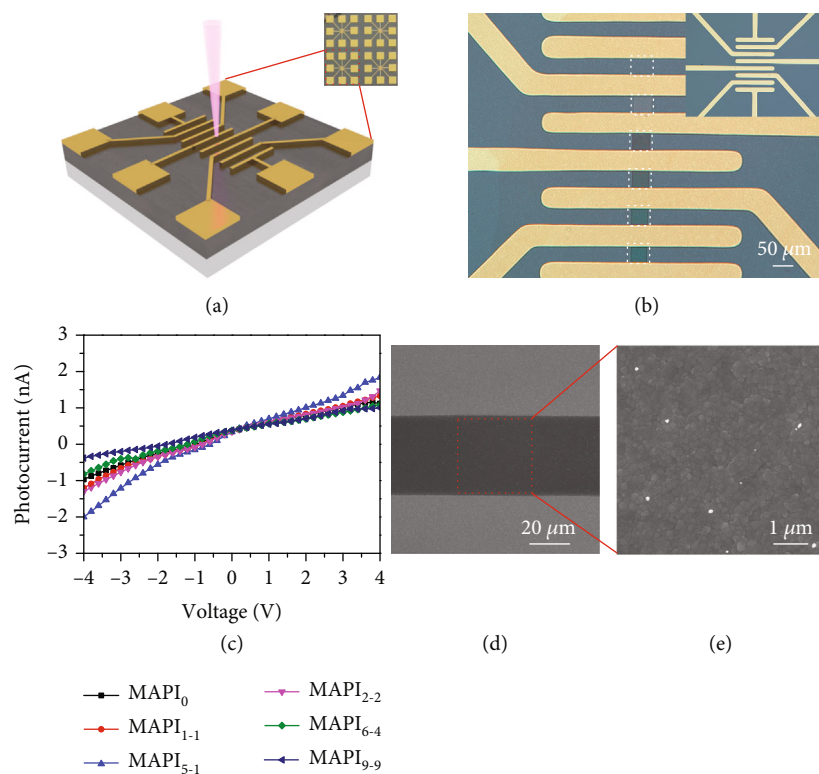 (a)
50 μm
(b)
Photocurrent (nA)
3
2
1
0
−1
−2
−3
−4 −3 −2 −1 0 1 2 3 4
Voltage (V)
(c)
20 μm
(d)
1 μm
(e)
MAPI₀
MAPI₁₋₁
MAPI₅₋₁
MAPI₂₋₂
MAPI₆₋₄
MAPI₉₋₉